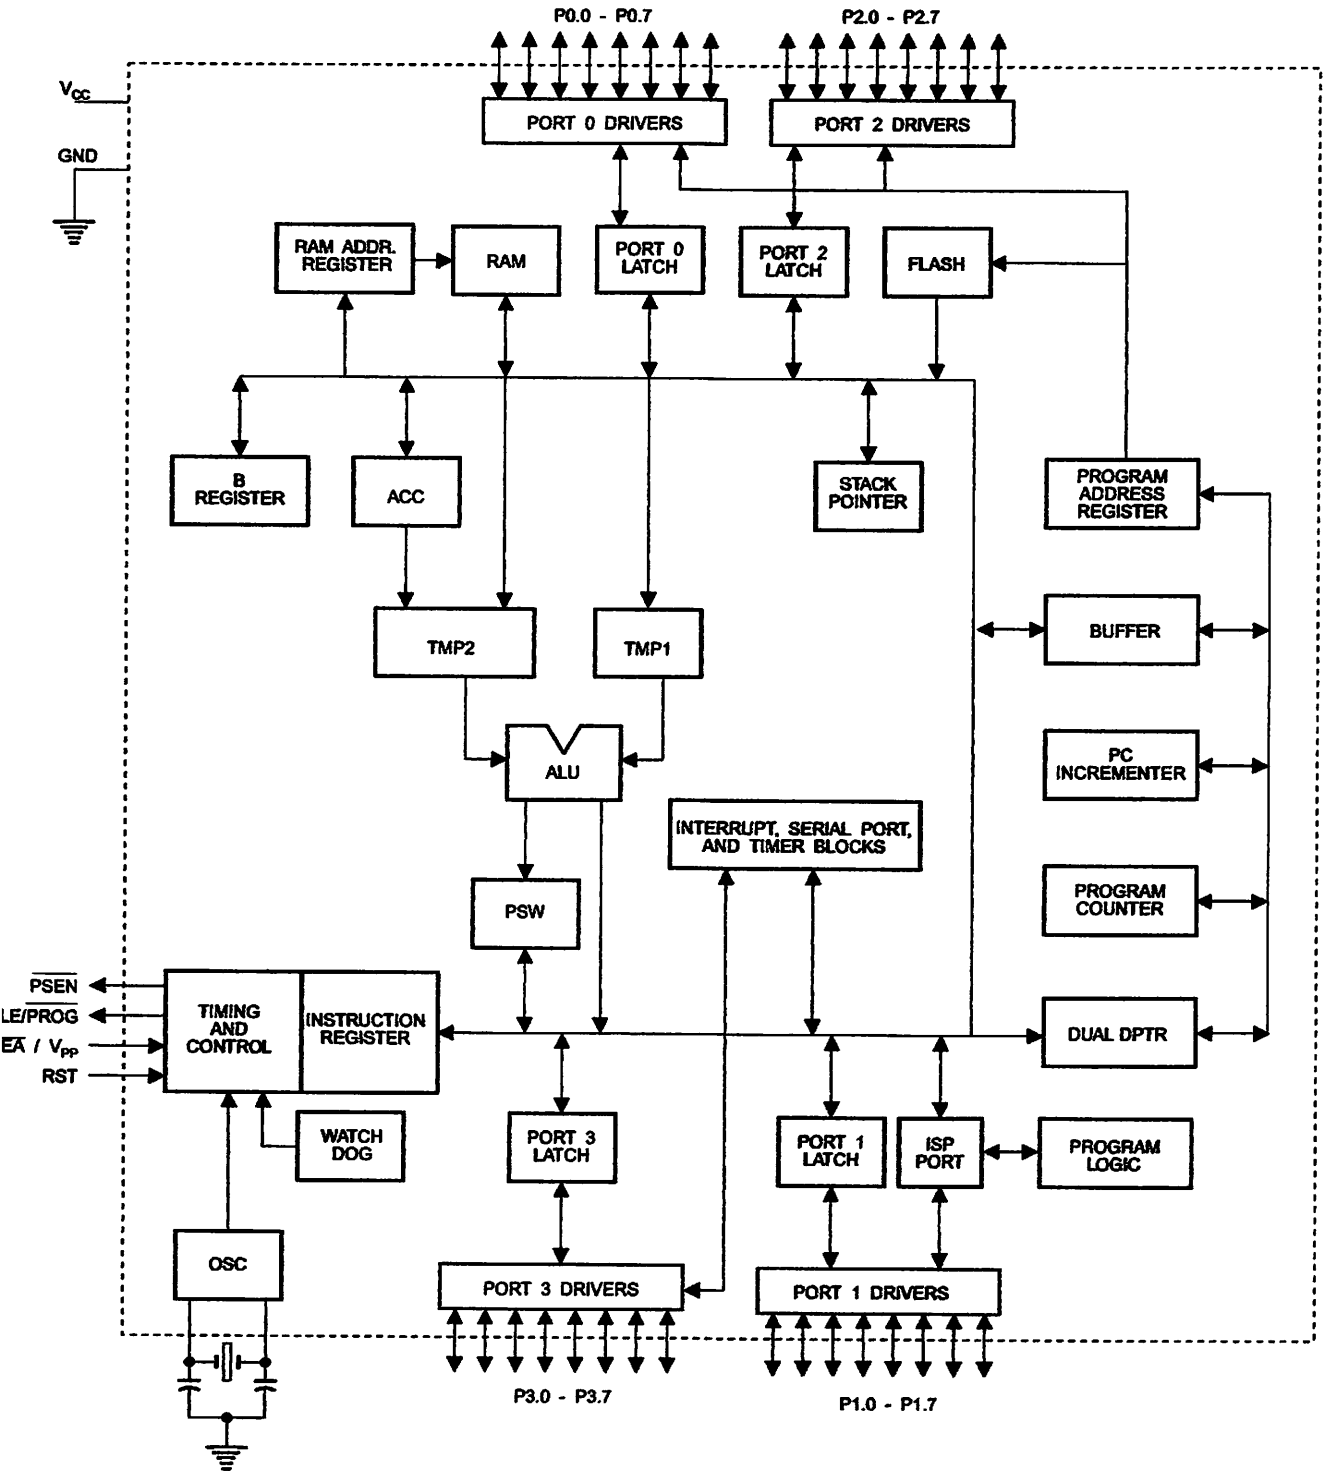 P0.0 - P0.7
P2.0 - P2.7
VCC
GND
PORT 0 DRIVERS
PORT 2 DRIVERS
RAM ADDR.
REGISTER
RAM
PORT 0
LATCH
PORT 2
LATCH
FLASH
B
REGISTER
ACC
STACK
POINTER
PROGRAM
ADDRESS
REGISTER
BUFFER
TMP2
TMP1
ALU
PC
INCREMENTER
INTERRUPT, SERIAL PORT,
AND TIMER BLOCKS
PROGRAM
COUNTER
PSW
PSEN
LE/PROG
EA / VPP
RST
TIMING
AND
CONTROL
INSTRUCTION
REGISTER
DUAL DPTR
WATCH
DOG
PORT 3
LATCH
PORT 1
LATCH
ISP
PORT
PROGRAM
LOGIC
OSC
PORT 3 DRIVERS
PORT 1 DRIVERS
P3.0 - P3.7
P1.0 - P1.7